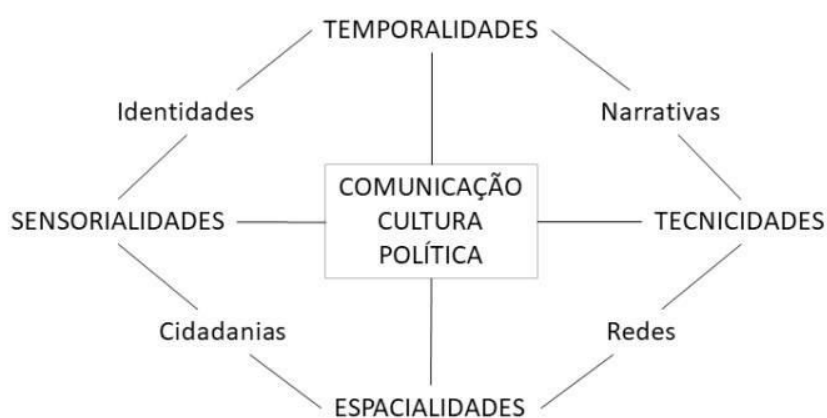 TEMPORALIDADES
Identidades
Narrativas
COMUNICAÇÃO
CULTURA
POLÍTICA
SENSORIALIDADES
TECNICIDADES
Cidadanias
Redes
ESPACIALIDADES